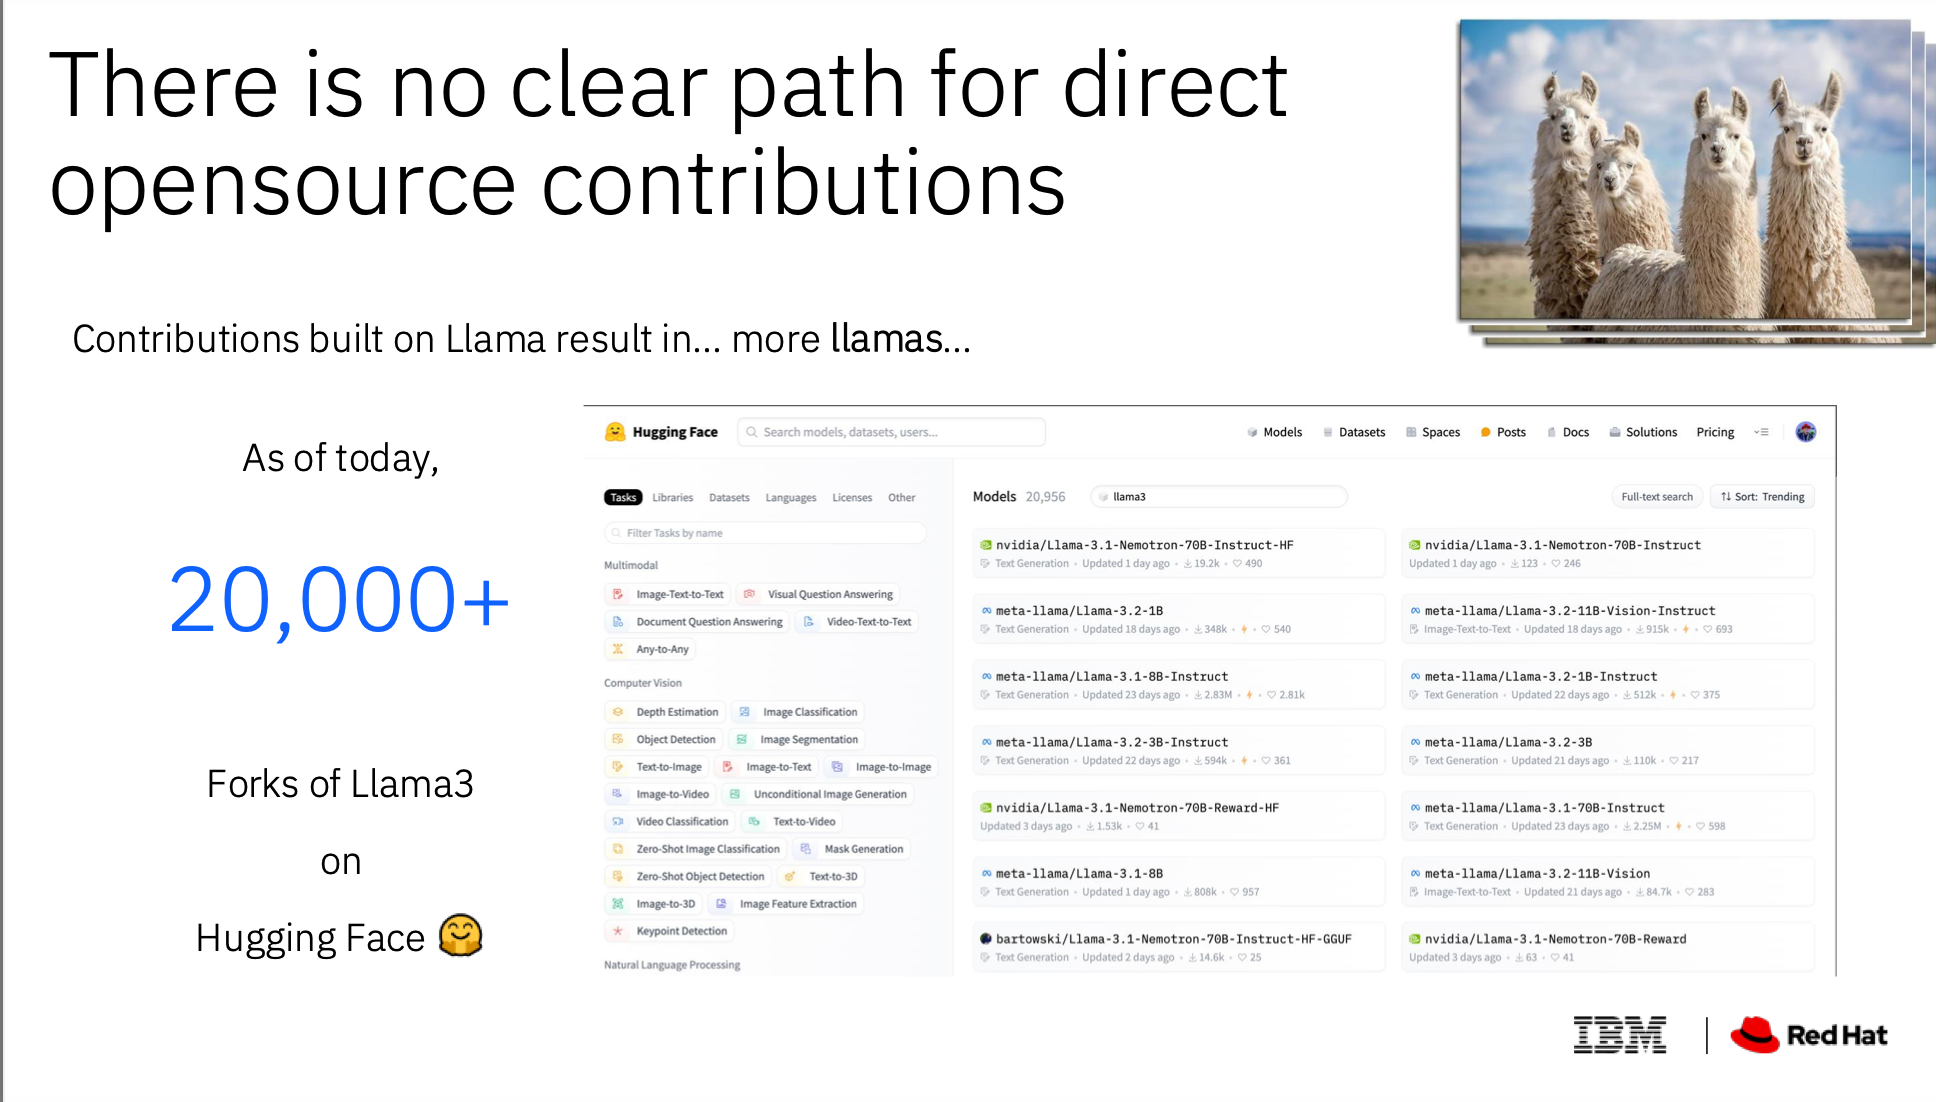 There is no clear path for direct
opensource contributions
Contributions built on Llama result in... more llamas...
As of today,
20,000+
Forks of Llama3
on
Hugging Face 🤗
Hugging Face
Search models, datasets, users...
Models Datasets Spaces Posts Docs Solutions Pricing
Tasks Libraries Datasets Languages Licenses Other
Filter Tasks by name
Multimodal
Image-Text-to-Text Visual Question Answering
Document Question Answering Video-Text-to-Text
Any-to-Any
Computer Vision
Depth Estimation Image Classification
Object Detection Image Segmentation
Text-to-Image Image-to-Text Image-to-Image
Image-to-Video Unconditional Image Generation
Video Classification Text-to-Video
Zero-Shot Image Classification Mask Generation
Zero-Shot Object Detection Text-to-3D
Image-to-3D Image Feature Extraction
Keypoint Detection
Natural Language Processing
Models 20,956 llama3 Full-text search Sort: Trending
nvidia/Llama-3.1-Nemotron-70B-Instruct-HF
Text Generation • Updated 1 day ago • 19.2k • 490
nvidia/Llama-3.1-Nemotron-70B-Instruct
Updated 1 day ago • 123 • 246
meta-llama/Llama-3.2-1B
Text Generation • Updated 18 days ago • 348k • 540
meta-llama/Llama-3.2-11B-Vision-Instruct
Image-Text-to-Text • Updated 18 days ago • 915k • 693
meta-llama/Llama-3.1-8B-Instruct
Text Generation • Updated 23 days ago • 2.83M • 2.81k
meta-llama/Llama-3.2-1B-Instruct
Text Generation • Updated 22 days ago • 512k • 375
meta-llama/Llama-3.2-3B-Instruct
Text Generation • Updated 22 days ago • 594k • 361
meta-llama/Llama-3.2-3B
Text Generation • Updated 21 days ago • 110k • 217
nvidia/Llama-3.1-Nemotron-70B-Reward-HF
Updated 3 days ago • 1.53k • 41
meta-llama/Llama-3.1-70B-Instruct
Text Generation • Updated 23 days ago • 2.25M • 598
meta-llama/Llama-3.1-8B
Text Generation • Updated 1 day ago • 808k • 957
meta-llama/Llama-3.2-11B-Vision
Image-Text-to-Text • Updated 21 days ago • 84.7k • 283
bartowski/Llama-3.1-Nemotron-70B-Instruct-HF-GGUF
Text Generation • Updated 2 days ago • 14.6k • 25
nvidia/Llama-3.1-Nemotron-70B-Reward
Updated 3 days ago • 63 • 41
IBM | Red Hat